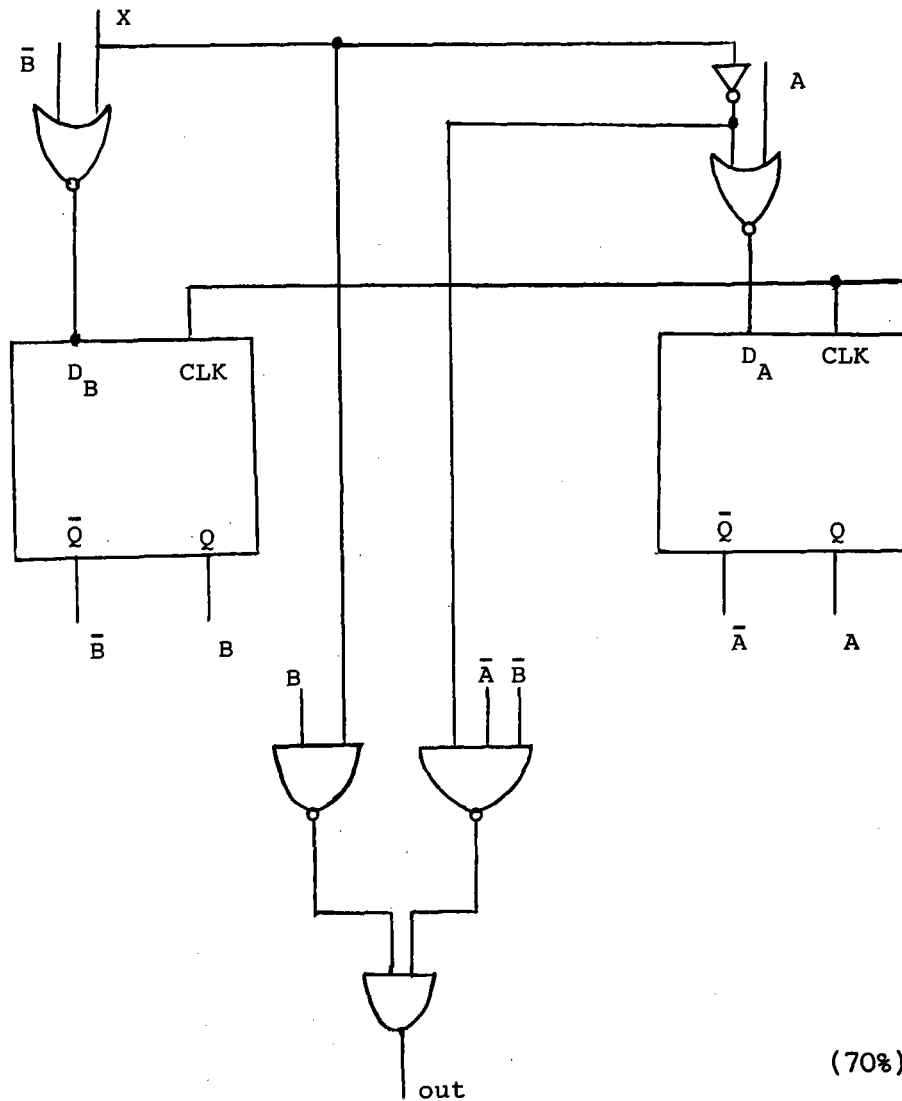 X
B̄
A
D_B CLK
D_A CLK
Q̄ Q
Q̄ Q
B̄ B
Ā A
B
Ā B̄
(70%)
out